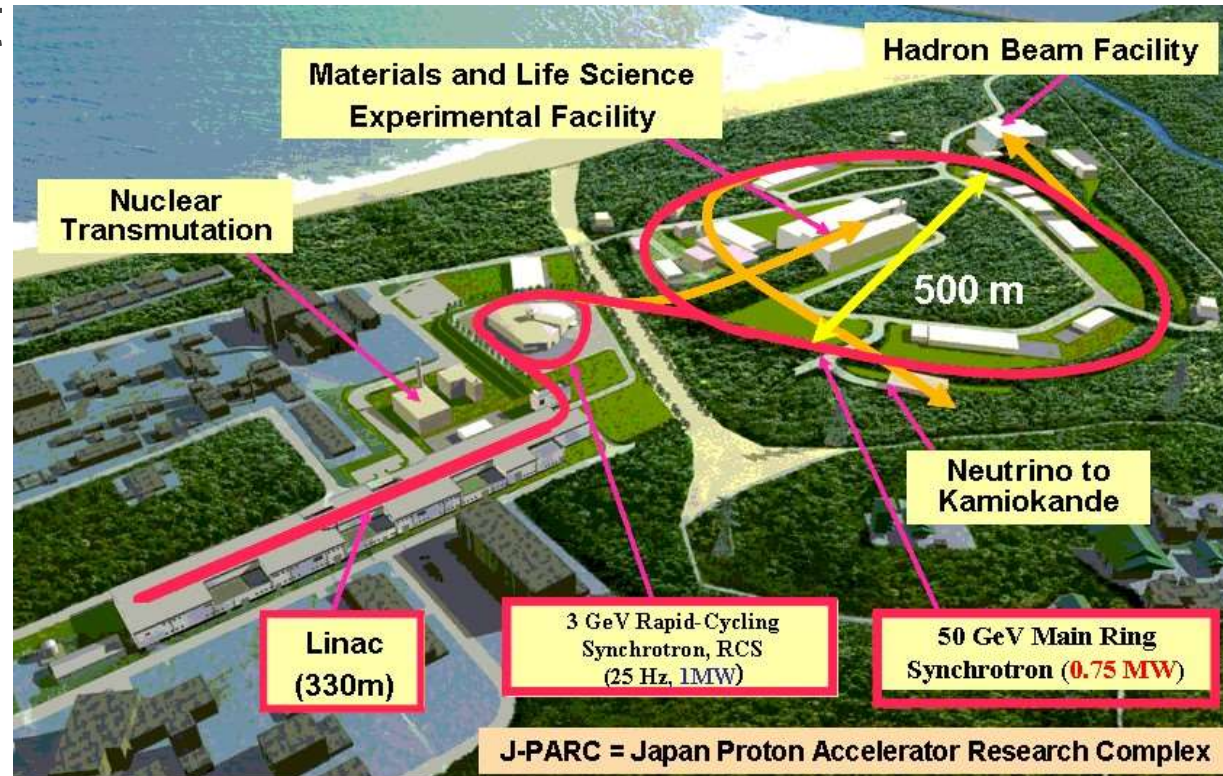 Hadron Beam Facility
Materials and Life Science
Experimental Facility
Nuclear
Transmutation
500 m
Neutrino to
Kamiokande
Linac
(330m)
3 GeV Rapid-Cycling
Synchrotron, RCS
(25 Hz, 1MW)
50 GeV Main Ring
Synchrotron (0.75 MW)
J-PARC = Japan Proton Accelerator Research Complex